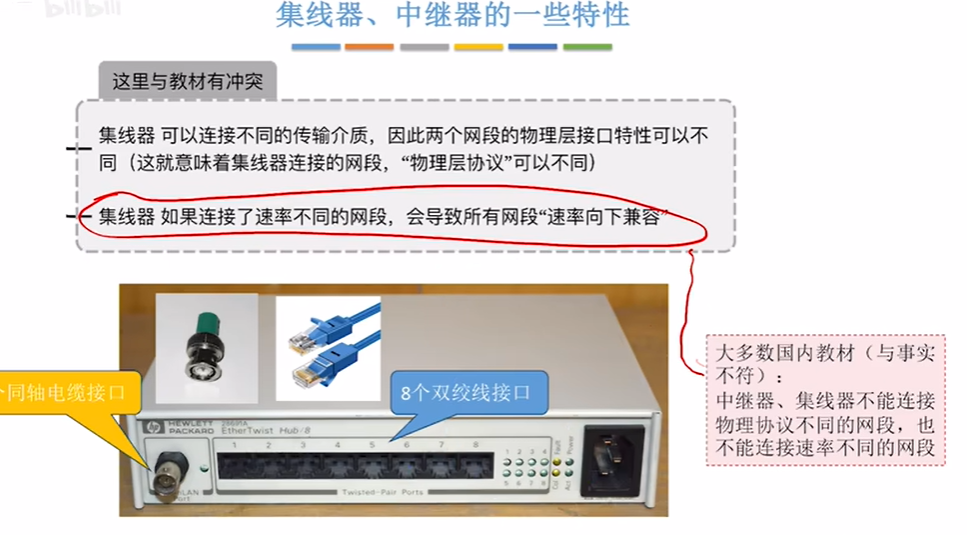 bilibili
集线器、中继器的一些特性
这里与教材有冲突
集线器 可以连接不同的传输介质，因此两个网段的物理层接口特性可以不
同（这就意味着集线器连接的网段，“物理层协议”可以不同）
集线器 如果连接了速率不同的网段，会导致所有网段“速率向下兼容”
大多数国内教材（与事实
不符）：
中继器、集线器不能连接
物理协议不同的网段，也
不能连接速率不同的网段
个同轴电缆接口
8个双绞线接口
hp HEWLETT
PACKARD
28691A
EtherTwist Hub/8
1 2 3 4 5 6 7 8
1 2 3 4
5 6 7 8
Fault
Power
Col
Act
LAN
Port
Twisted-Pair Ports